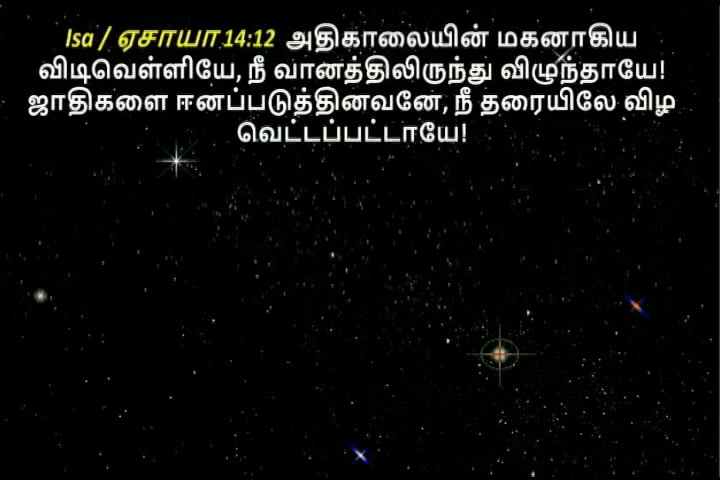 Isa / ஏசாயா 14:12 அதிகாலையின் மகனாகிய
விடிவெள்ளியே, நீ வானத்திலிருந்து விழுந்தாயே!
ஜாதிகளை ஈனப்படுத்தினவனே, நீ தரையிலே விழ
வெட்டப்பட்டாயே!